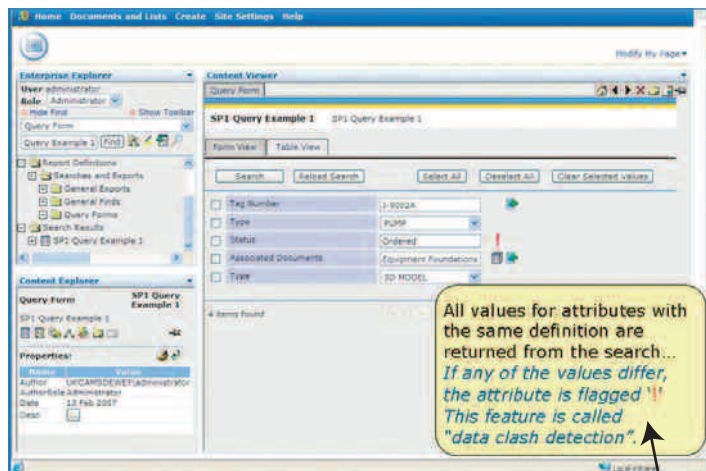 Home Documents and Lists Create Site Settings Help
Modify My Page
Enterprise Explorer
User administrator
Role Administrator
Hide Find Show Toolbar
Query Form
Query Example 1 Find
Report Definitions
Searches and Exports
General Exports
General Finds
Query Forms
Search Results
SP1 Query Example 1
Content Explorer
Query Form SP1 Query Example 1
SP1 Query Example 1
Properties:
Name Value
Author UKCAMSDEWEF\administrator
AuthorRole Administrator
Date 13 Feb 2007
Desc
Content Viewer
Query Form
SP1 Query Example 1 SP1 Query Example 1
Form View Table View
Search Reload Search Select All Deselect All Clear Selected Values
Tag Number J-9002A
Type PUMP
Status Ordered !
Associated Documents Equipment Foundations
Type 3D MODEL
4 items found
All values for attributes with
the same definition are
returned from the search...
If any of the values differ,
the attribute is flagged '!'
This feature is called
"data clash detection".